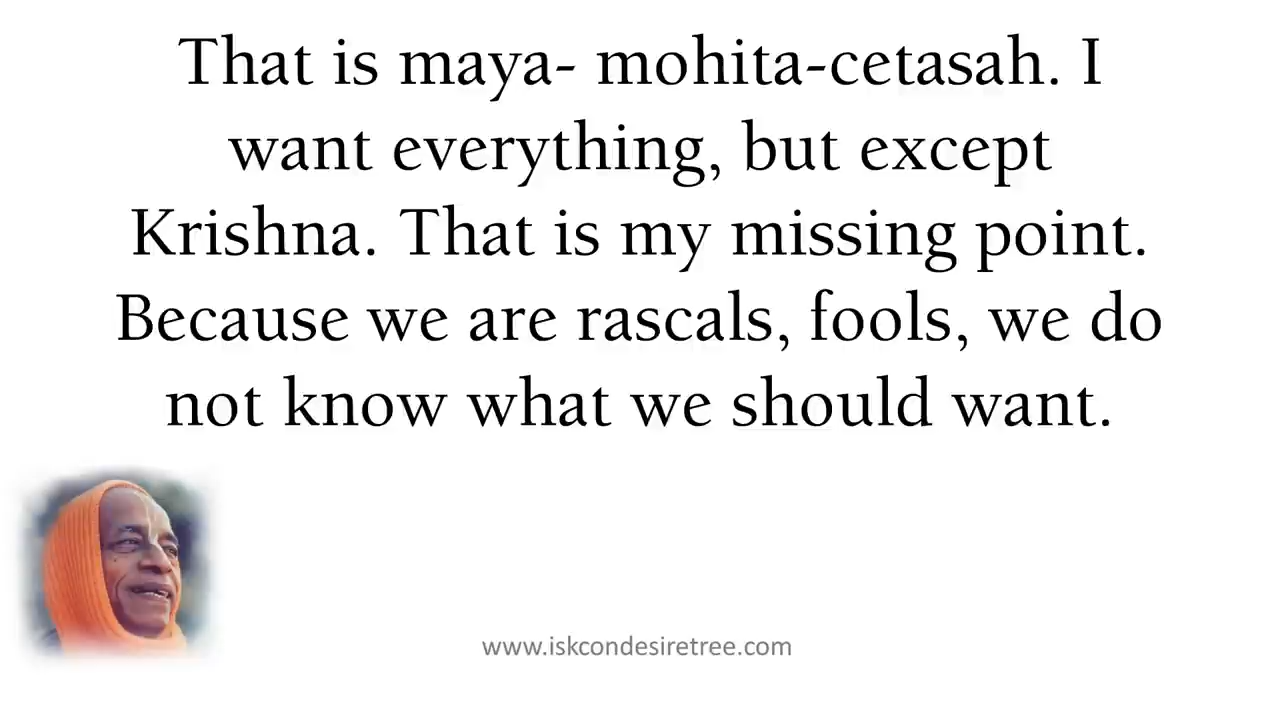 That is maya- mohita-cetasah. I
want everything, but except
Krishna. That is my missing point.
Because we are rascals, fools, we do
not know what we should want.
www.iskcondesiretree.com